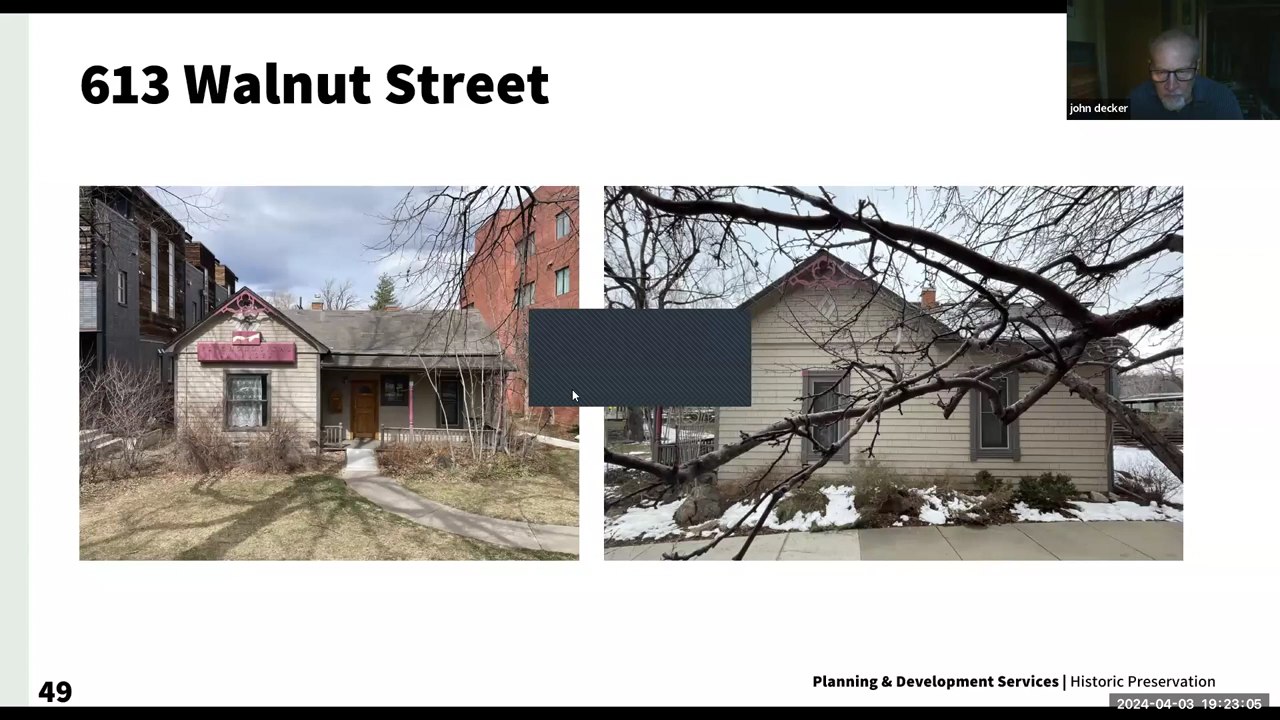 613 Walnut Street
john decker
49
Planning & Development Services | Historic Preservation
2024-04-03 19:23:05